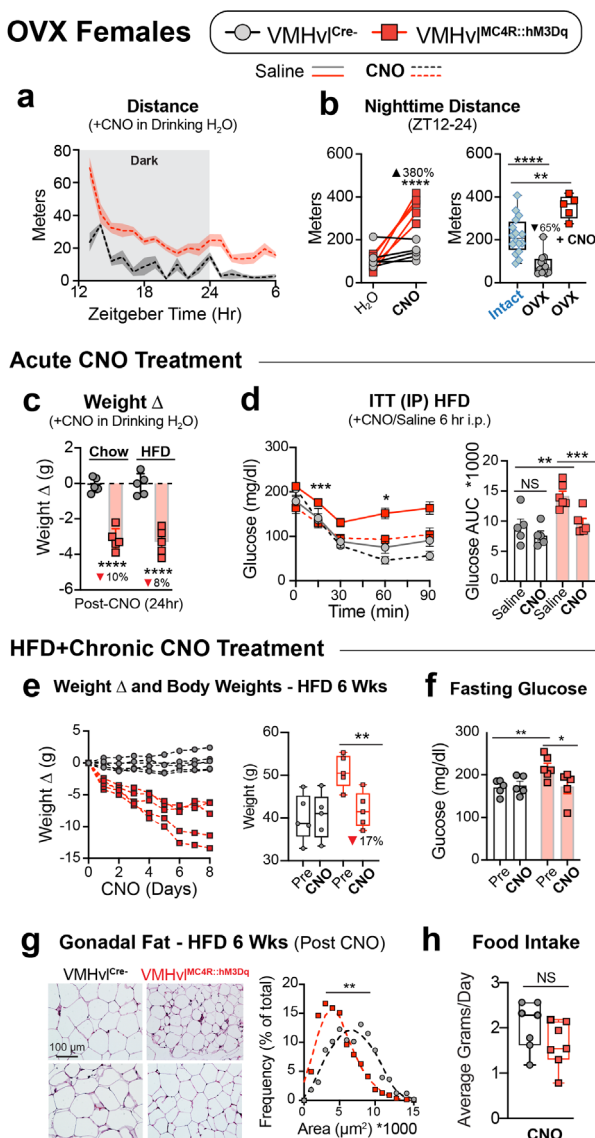 OVX Females
VMHvl^Cre-
VMHvl^MC4R::hM3Dq
Saline
CNO
a
Distance
(+CNO in Drinking H₂O)
Dark
Meters
80
60
40
20
0
12
18
24
6
Zeitgeber Time (Hr)
b
Nighttime Distance
(ZT12-24)
Meters
600
400
200
0
▲380%
****
H₂O
CNO
Meters
600
400
200
0
****
**
▼65%
+ CNO
Intact
OVX
OVX
Acute CNO Treatment
c
Weight Δ
(+CNO in Drinking H₂O)
Chow
HFD
Weight Δ (g)
2
0
-2
-4
-6
****
▼10%
****
▼8%
Post-CNO (24hr)
d
ITT (IP) HFD
(+CNO/Saline 6 hr i.p.)
Glucose (mg/dl)
300
200
100
0
***
*
0
30
60
90
Time (min)
Glucose AUC *1000
20
15
10
5
0
**
***
NS
Saline
CNO
Saline
CNO
HFD+Chronic CNO Treatment
e
Weight Δ and Body Weights - HFD 6 Wks
Weight Δ (g)
5
0
-5
-10
-15
0
2
4
6
8
CNO (Days)
Weight (g)
60
50
40
30
**
▼17%
Pre
CNO
Pre
CNO
f
Fasting Glucose
Gucose (mg/dl)
300
200
100
0
**
*
Pre
CNO
Pre
CNO
g
Gonadal Fat - HFD 6 Wks (Post CNO)
VMHvl^Cre-
VMHvl^MC4R::hM3Dq
100 µm
Frequency (% of total)
20
15
10
5
0
**
0
5
10
15
Area (µm²) *1000
h
Food Intake
Average Grams/Day
4
3
2
1
0
NS
CNO